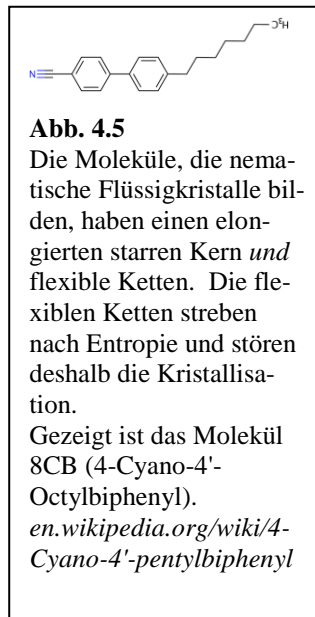 N
CH₃
Abb. 4.5
Die Moleküle, die nema-
tische Flüssigkristalle bil-
den, haben einen elon-
gierten starren Kern und
flexible Ketten. Die fle-
xiblen Ketten streben
nach Entropie und stören
deshalb die Kristallisa-
tion.
Gezeigt ist das Molekül
8CB (4-Cyano-4'-
Octylbiphenyl).
en.wikipedia.org/wiki/4-
Cyano-4'-pentylbiphenyl